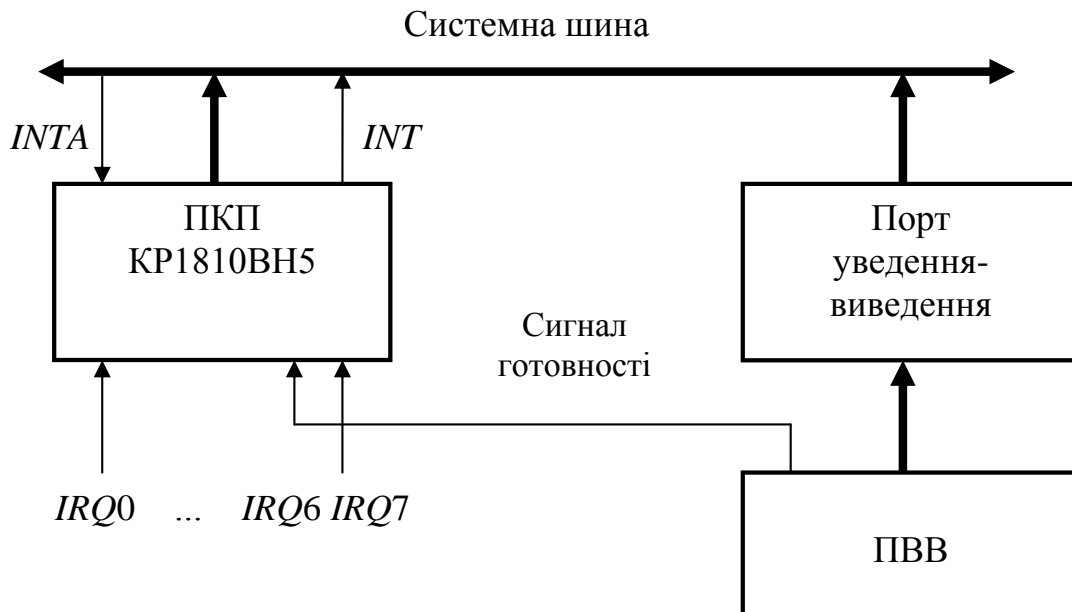 Системна шина
INTA
INT
ПКП
КР1810ВН5
Порт
уведення-
виведення
Сигнал
готовності
IRQ0 ... IRQ6 IRQ7
ПВВ